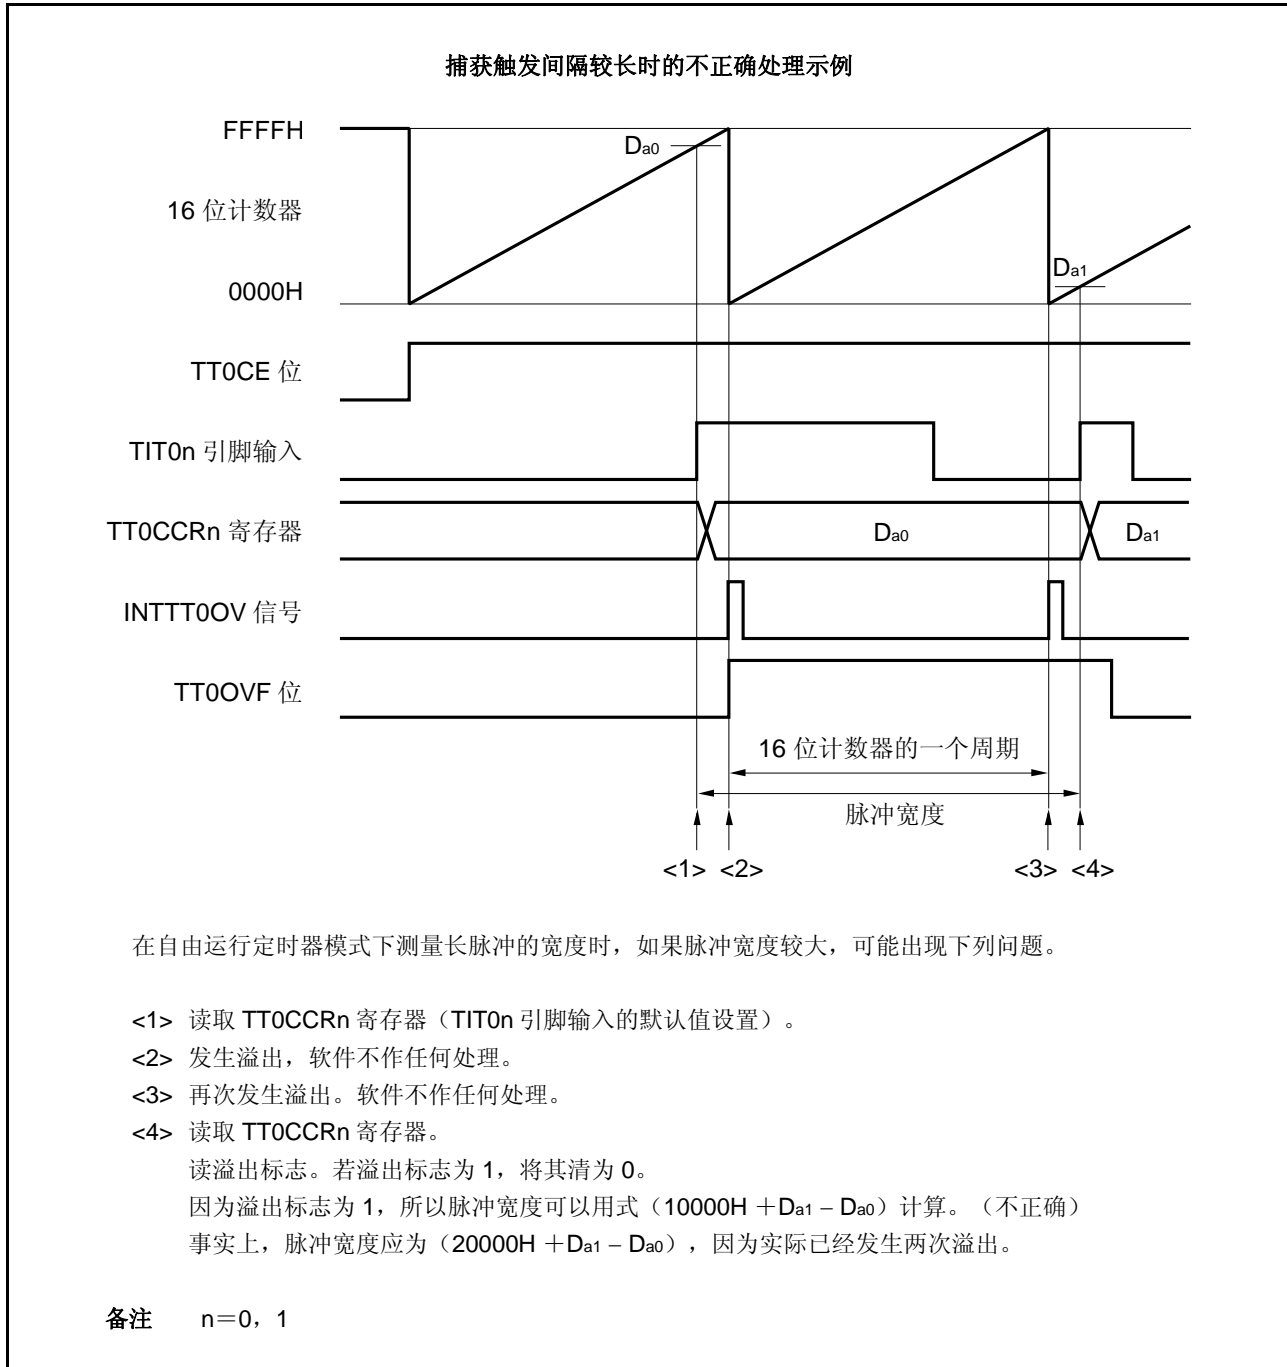 捕获触发间隔较长时的不正确处理示例
FFFFH
Da0
16 位计数器
Da1
0000H
TT0CE 位
TIT0n 引脚输入
TT0CCRn 寄存器
Da0
Da1
INTTT0OV 信号
TT0OVF 位
16 位计数器的一个周期
脉冲宽度
<1> <2> <3> <4>
在自由运行定时器模式下测量长脉冲的宽度时，如果脉冲宽度较大，可能出现下列问题。
<1> 读取 TT0CCRn 寄存器（TIT0n 引脚输入的默认值设置）。
<2> 发生溢出，软件不作任何处理。
<3> 再次发生溢出。软件不作任何处理。
<4> 读取 TT0CCRn 寄存器。
读溢出标志。若溢出标志为 1，将其清为 0。
因为溢出标志为 1，所以脉冲宽度可以用式（10000H ＋Da1 – Da0）计算。（不正确）
事实上，脉冲宽度应为（20000H ＋Da1 – Da0），因为实际已经发生两次溢出。
备注 n＝0，1